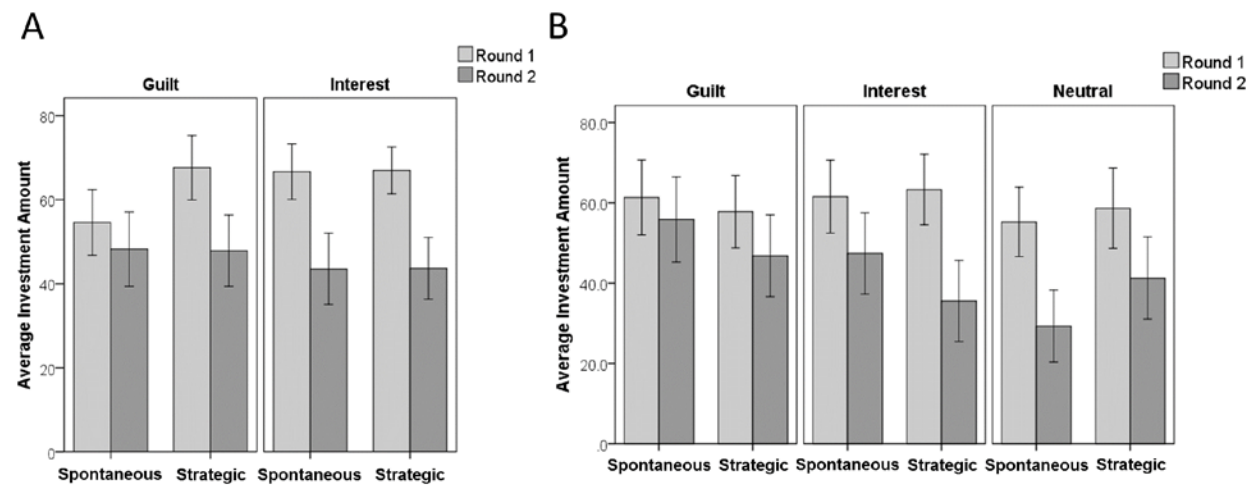 A
Round 1
Round 2
Guilt
Interest
Average Investment Amount
80
60
40
20
0
Spontaneous
Strategic
Spontaneous
Strategic
B
Round 1
Round 2
Guilt
Interest
Neutral
Average Investment Amount
80.0
60.0
40.0
20.0
.0
Spontaneous
Strategic
Spontaneous
Strategic
Spontaneous
Strategic